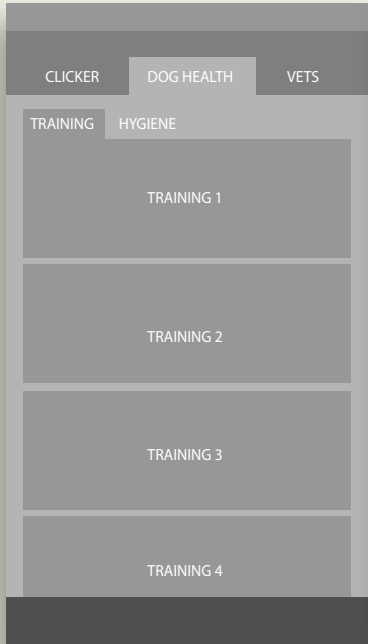 CLICKER DOG HEALTH VETS
TRAINING HYGIENE
TRAINING 1
TRAINING 2
TRAINING 3
TRAINING 4